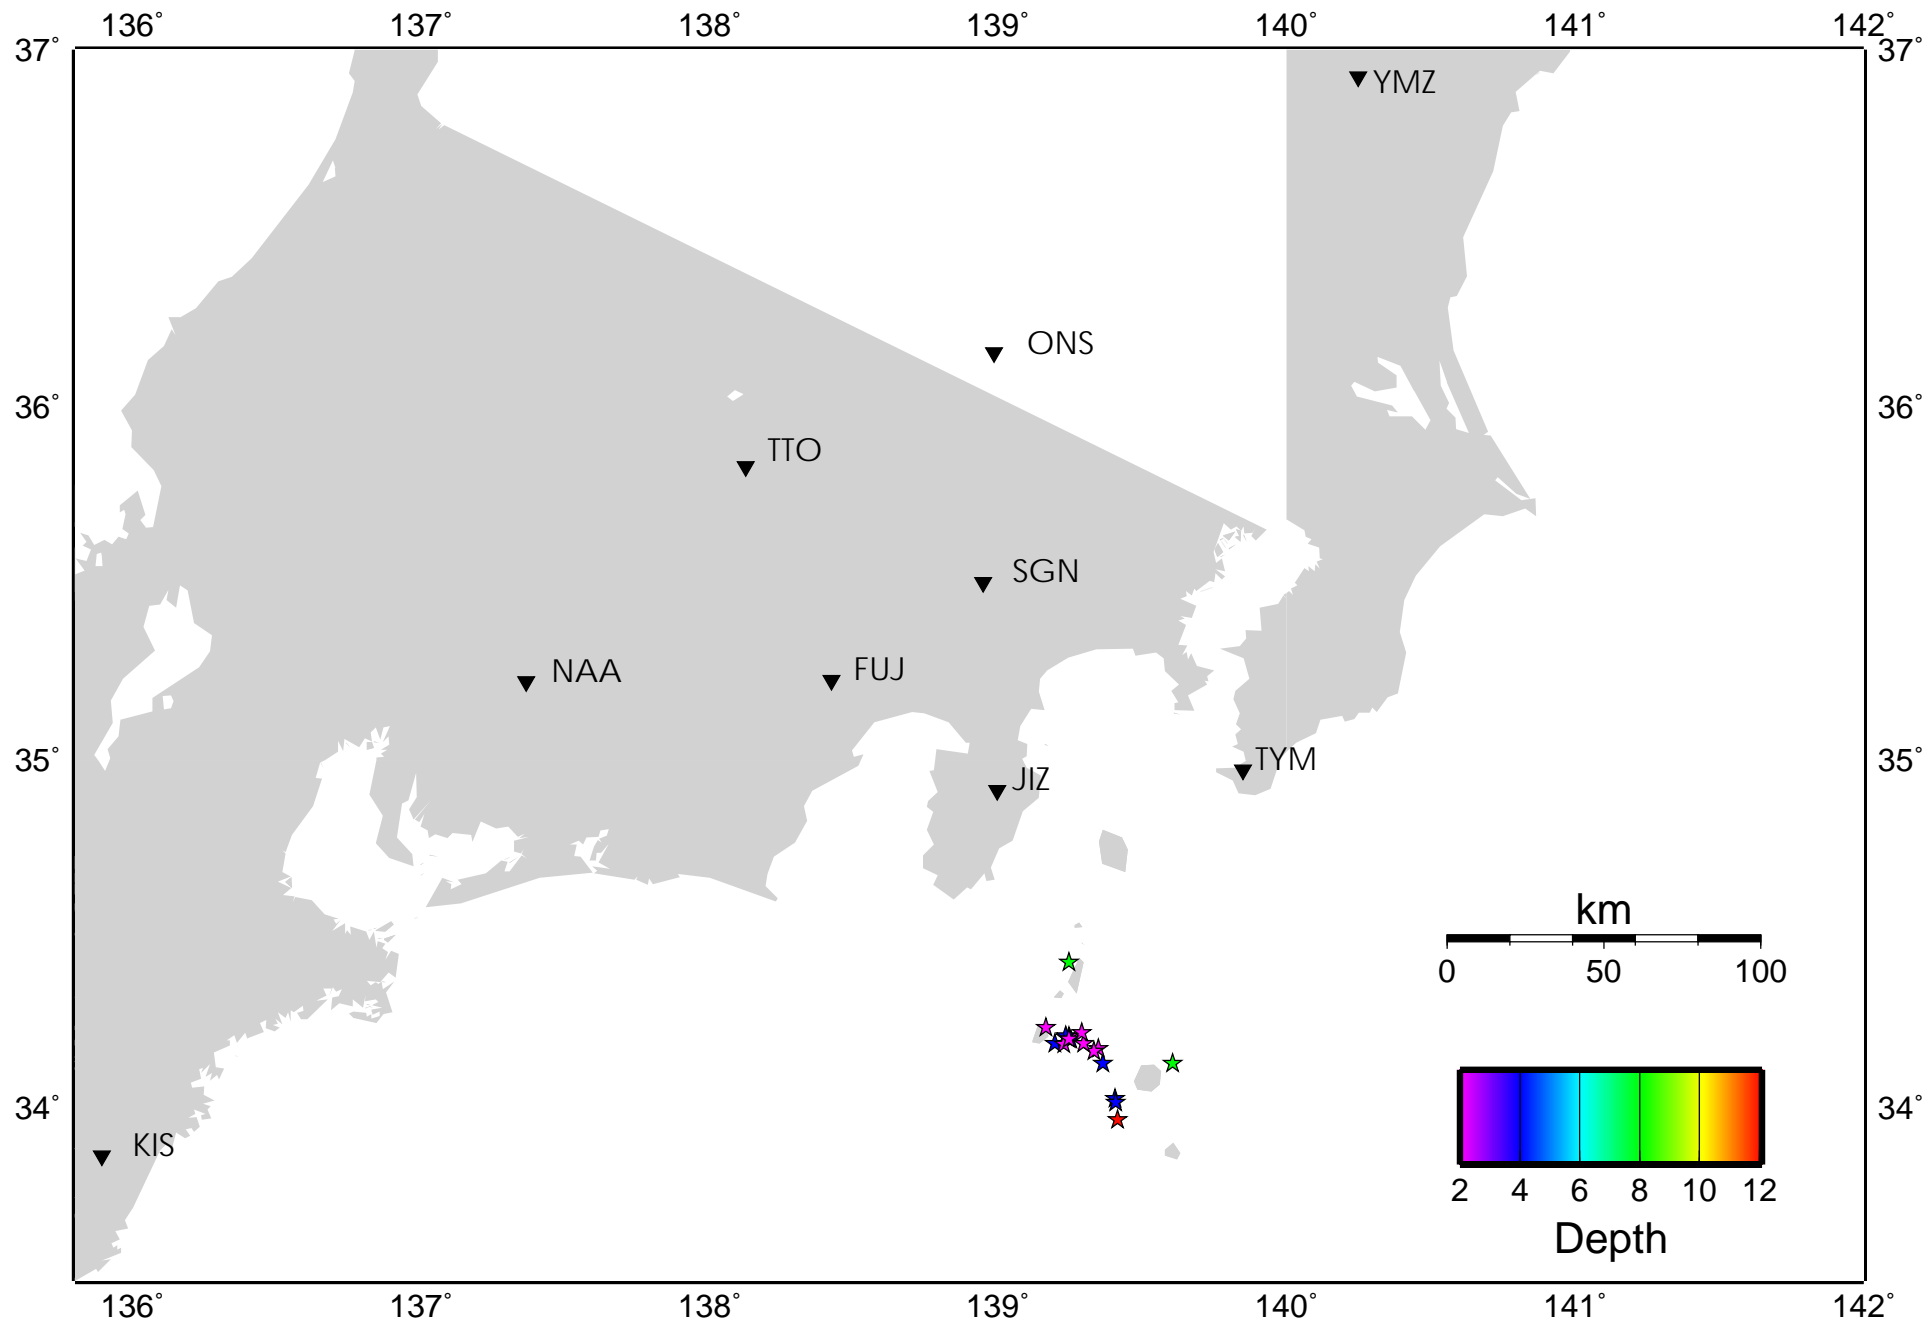 136° 137° 138° 139° 140° 141° 142°
37° 37°
YMZ
ONS
36° 36°
TTO
SGN
NAA FUJ
35° TYM 35°
JIZ
km
0 50 100
34° 34°
KIS
2 4 6 8 10 12
Depth
136° 137° 138° 139° 140° 141° 142°